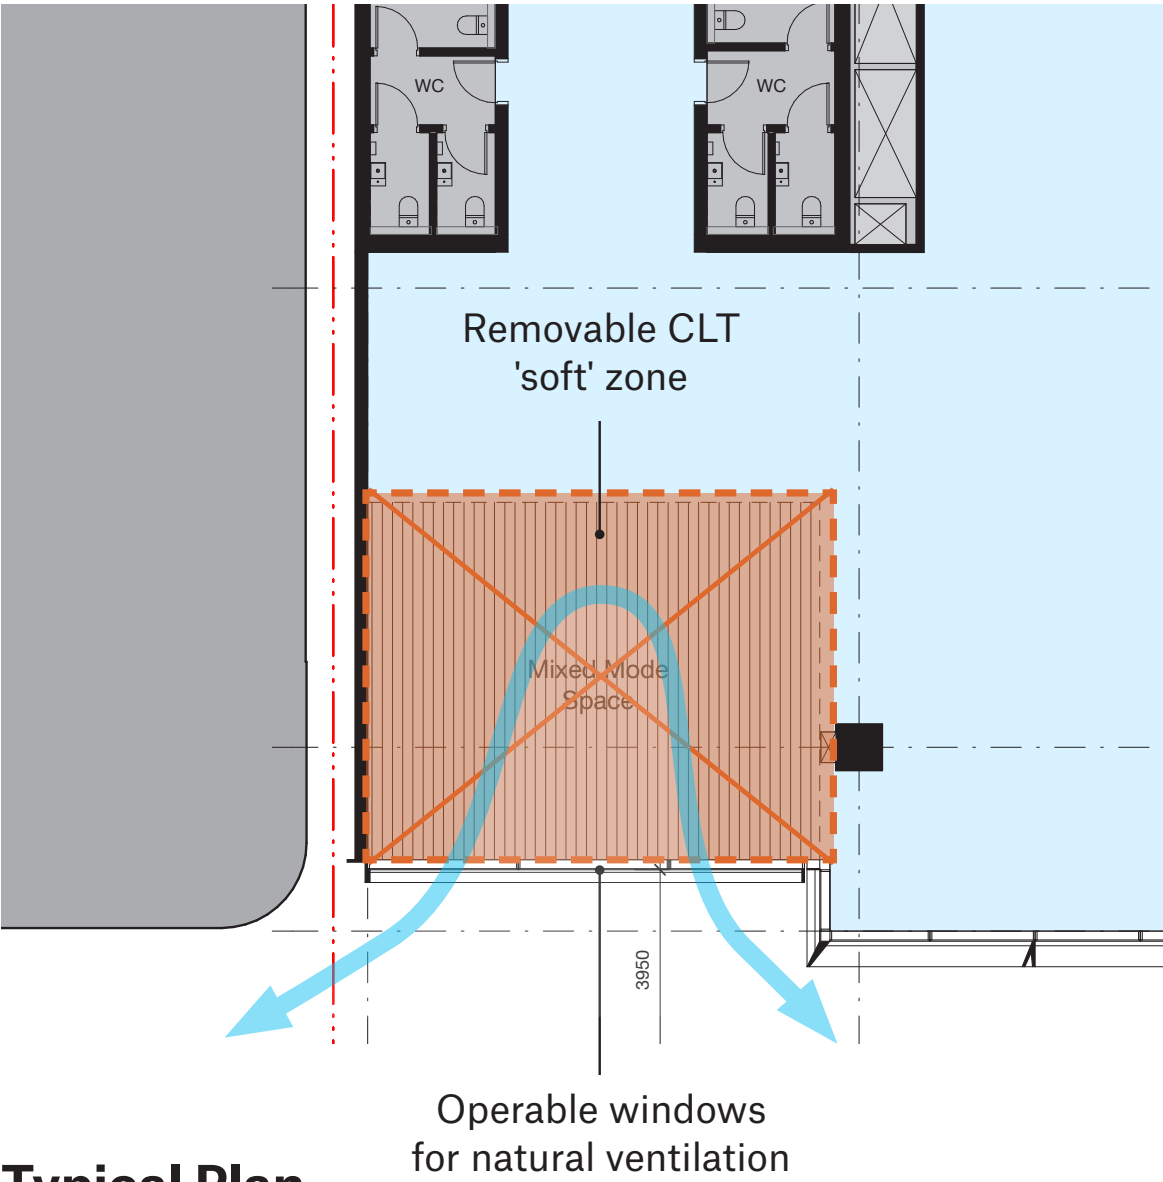 WC
WC
Removable CLT
'soft' zone
Mixed Mode
Space
3950
Operable windows
for natural ventilation
Typical Plan